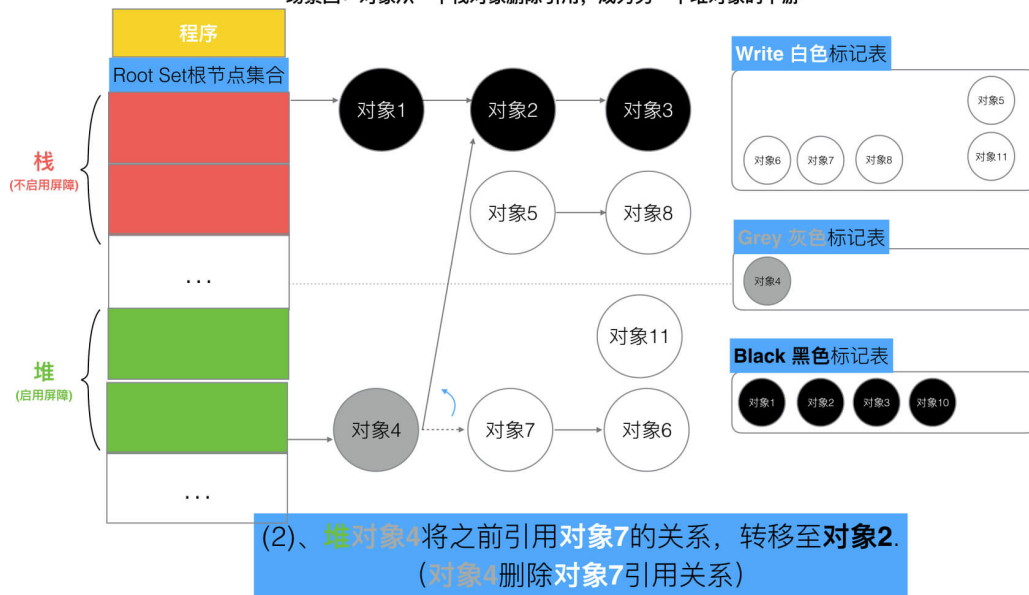 程序
Root Set根节点集合
栈
(不启用屏障)
...
堆
(启用屏障)
...
对象1
对象2
对象3
对象5
对象8
对象11
对象4
对象7
对象6
Write 白色标记表
对象5
对象6
对象7
对象8
对象11
Grey 灰色标记表
对象4
Black 黑色标记表
对象1
对象2
对象3
对象10
(2)、堆对象4将之前引用对象7的关系，转移至对象2.
（对象4删除对象7引用关系）